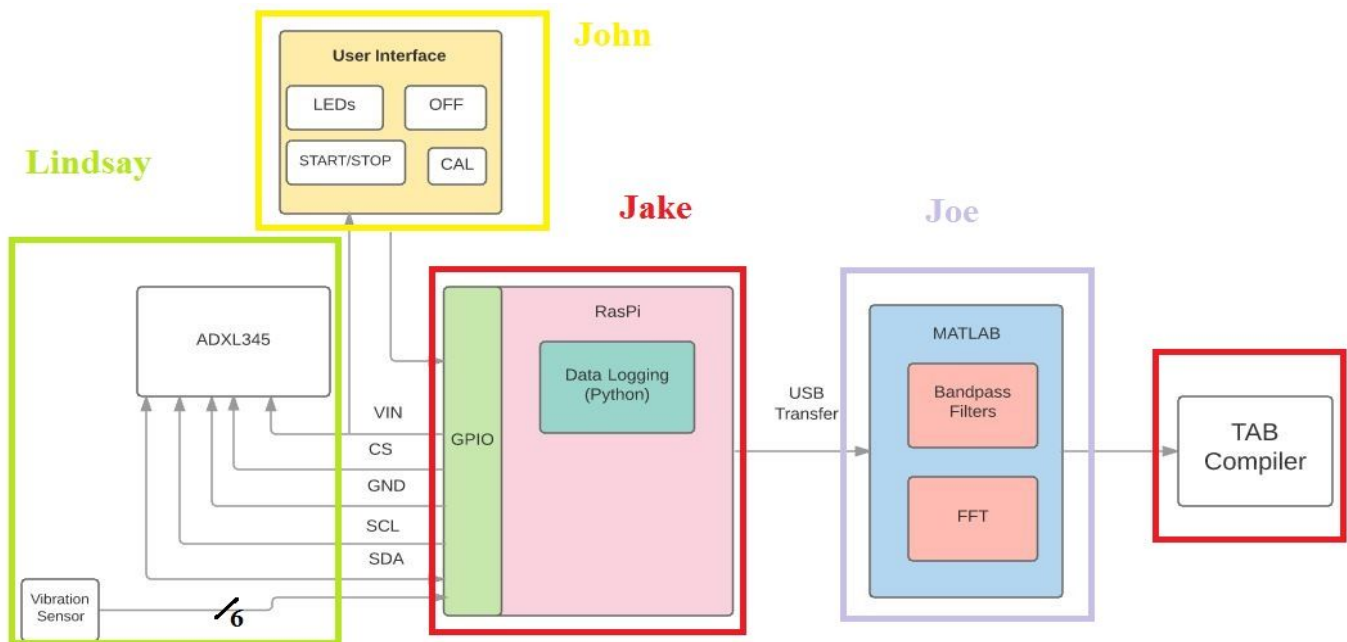 John
User Interface
LEDs
OFF
START/STOP
CAL
Lindsay
Jake
Joe
ADXL345
RasPi
Data Logging
(Python)
GPIO
VIN
CS
GND
SCL
SDA
Vibration
Sensor
6
USB
Transfer
MATLAB
Bandpass
Filters
FFT
TAB
Compiler